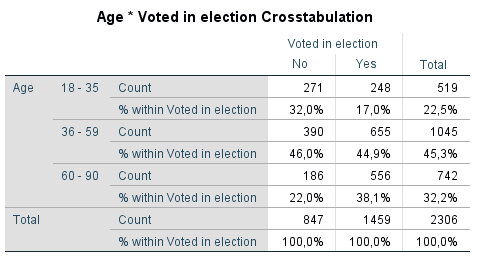 Age * Voted in election Crosstabulation
Voted in election
No Yes Total
Age 18 - 35 Count 271 248 519
% within Voted in election 32,0% 17,0% 22,5%
36 - 59 Count 390 655 1045
% within Voted in election 46,0% 44,9% 45,3%
60 - 90 Count 186 556 742
% within Voted in election 22,0% 38,1% 32,2%
Total Count 847 1459 2306
% within Voted in election 100,0% 100,0% 100,0%